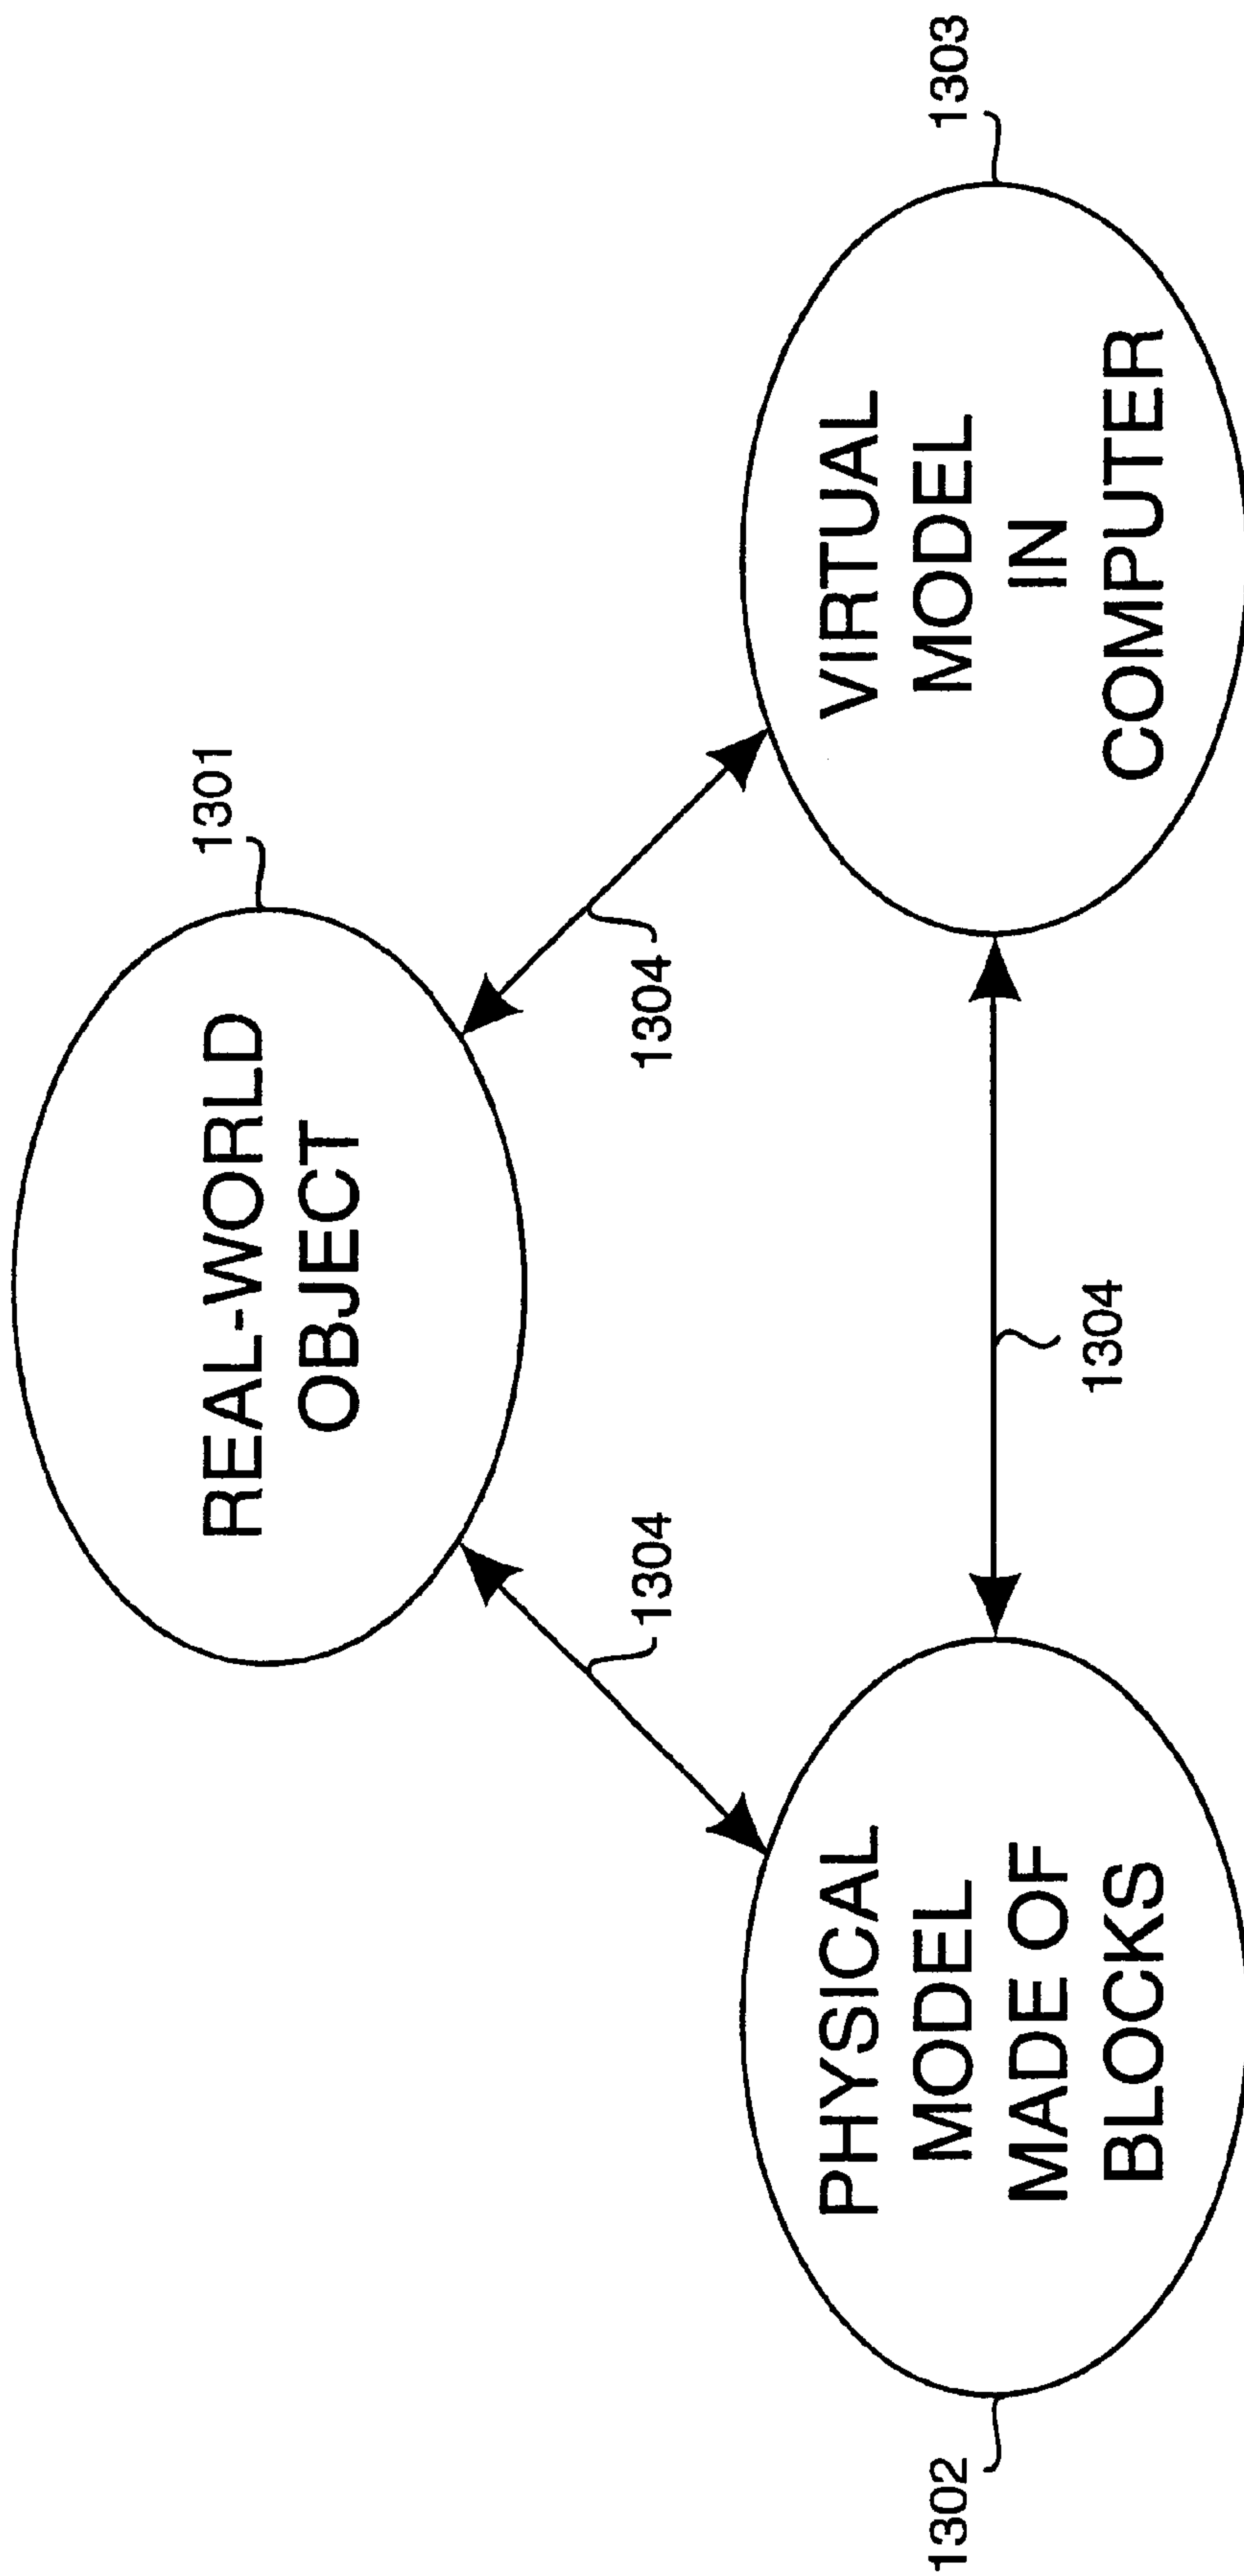 1301
REAL-WORLD
OBJECT
1304
1304
1302
PHYSICAL
MODEL
MADE OF
BLOCKS
1304
VIRTUAL
MODEL
IN
COMPUTER
1303